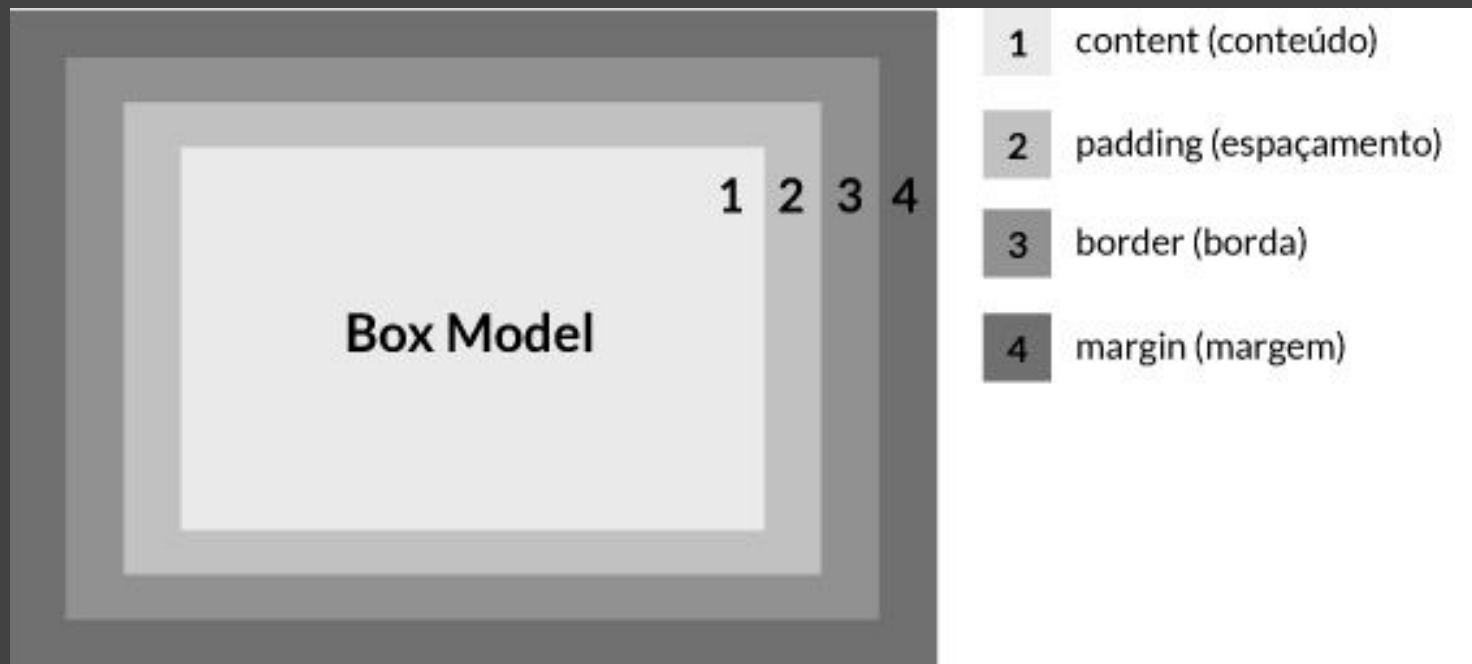 1 2 3 4
Box Model
1 content (conteúdo)
2 padding (espaçamento)
3 border (borda)
4 margin (margem)